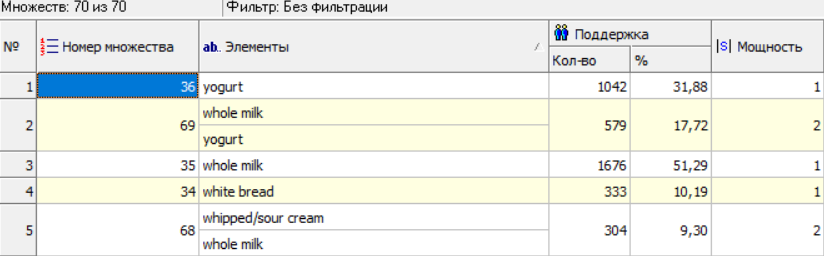 Множеств: 70 из 70 Фильтр: Без фильтрации
№ Номер множества ab. Элементы Поддержка |S| Мощность
Кол-во %
1 36 yogurt 1042 31,88 1
2 69 whole milk 579 17,72 2
yogurt
3 35 whole milk 1676 51,29 1
4 34 white bread 333 10,19 1
5 68 whipped/sour cream 304 9,30 2
whole milk